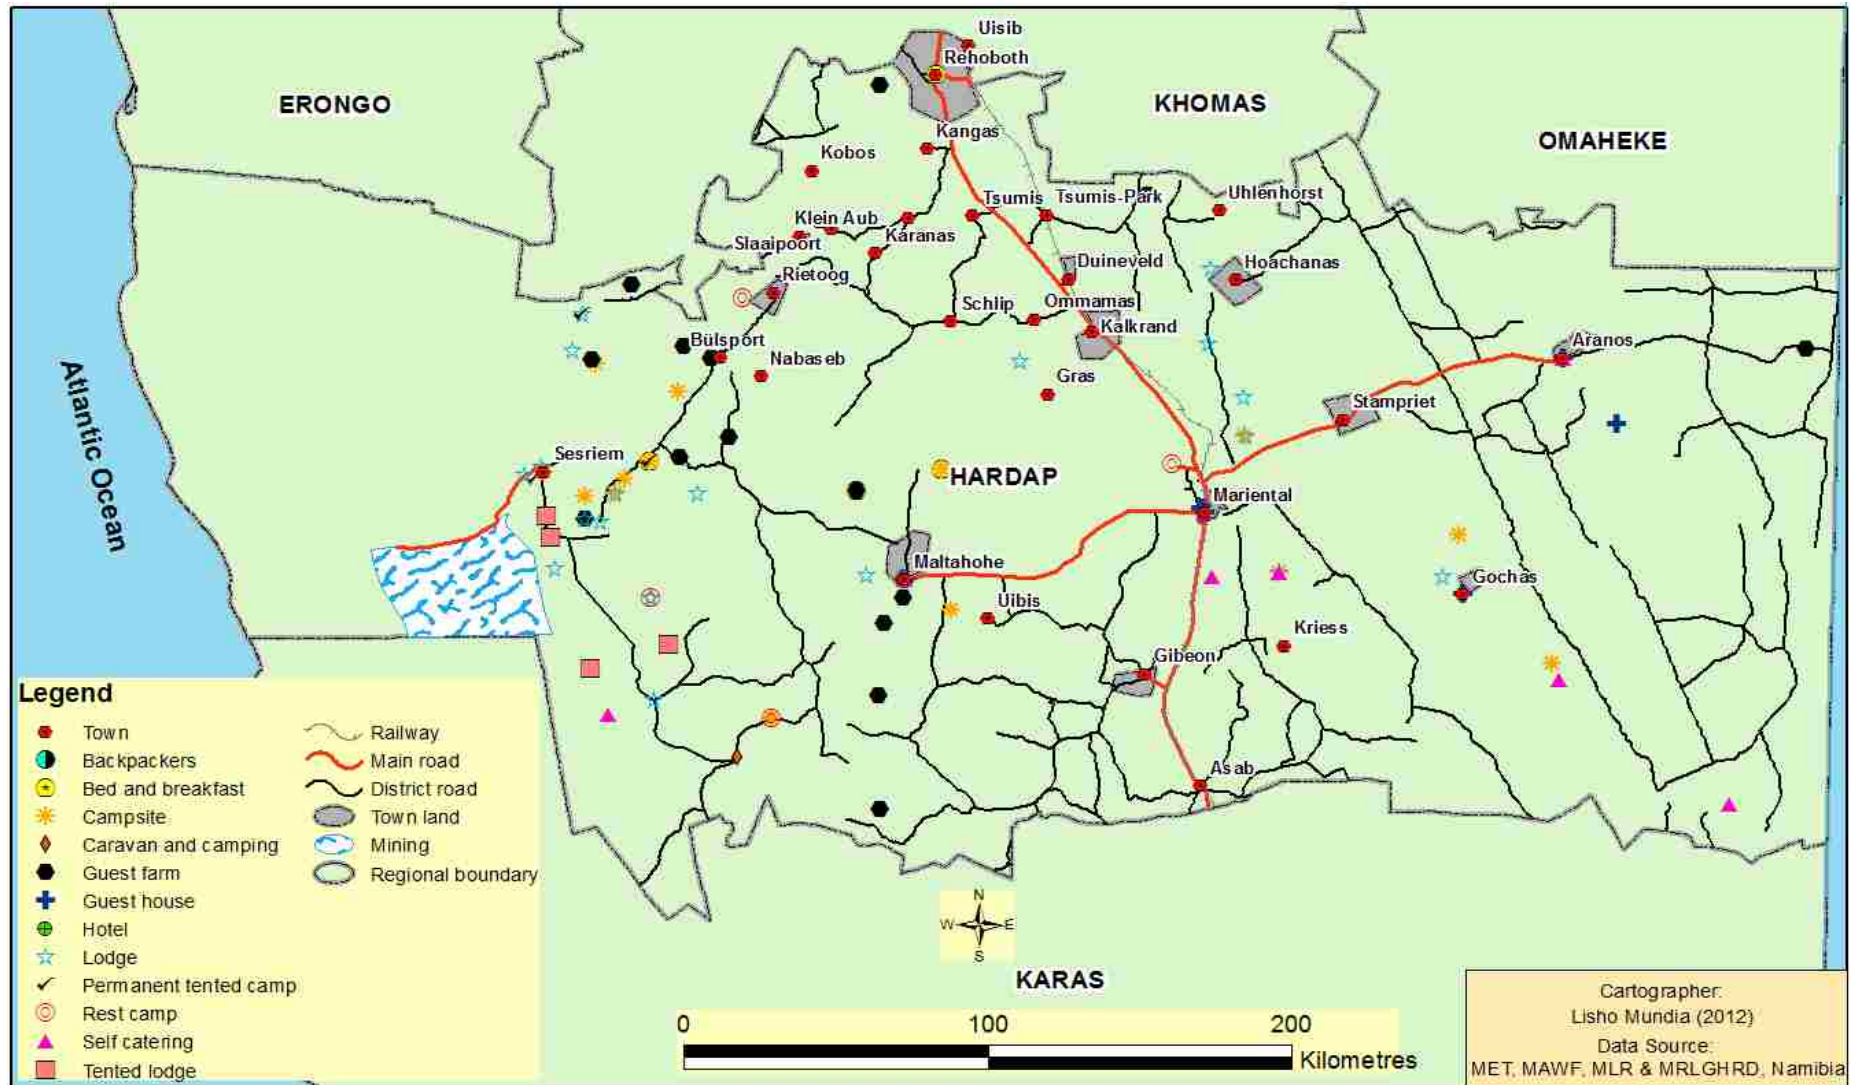 Uisib
Rehoboth
ERONGO
KHOMAS
OMAHEKE
Kangas
Kobos
Uhlenhorst
Tsumis
Tsumis-Park
Klein Aub
Karanas
Slaaipoort
Duineveld
Hoachanas
Rietoog
Schlip
Ommamas
Kalkrand
Bülsport
Nabaseb
Aranos
Gras
Stampriet
Atlantic Ocean
Sesriem
HARDAP
Mariental
Maltahohe
Gochas
Uibis
Kriess
Gibeon
Asab
Legend
Town
Backpackers
Bed and breakfast
Campsite
Caravan and camping
Guest farm
Guest house
Hotel
Lodge
Permanent tented camp
Rest camp
Self catering
Tented lodge
Railway
Main road
District road
Town land
Mining
Regional boundary
N
W E
S
KARAS
0 100 200
Kilometres
Cartographer:
Lisho Mundia (2012)
Data Source:
MET, MAWF, MLR & MRLGHRD, Namibia